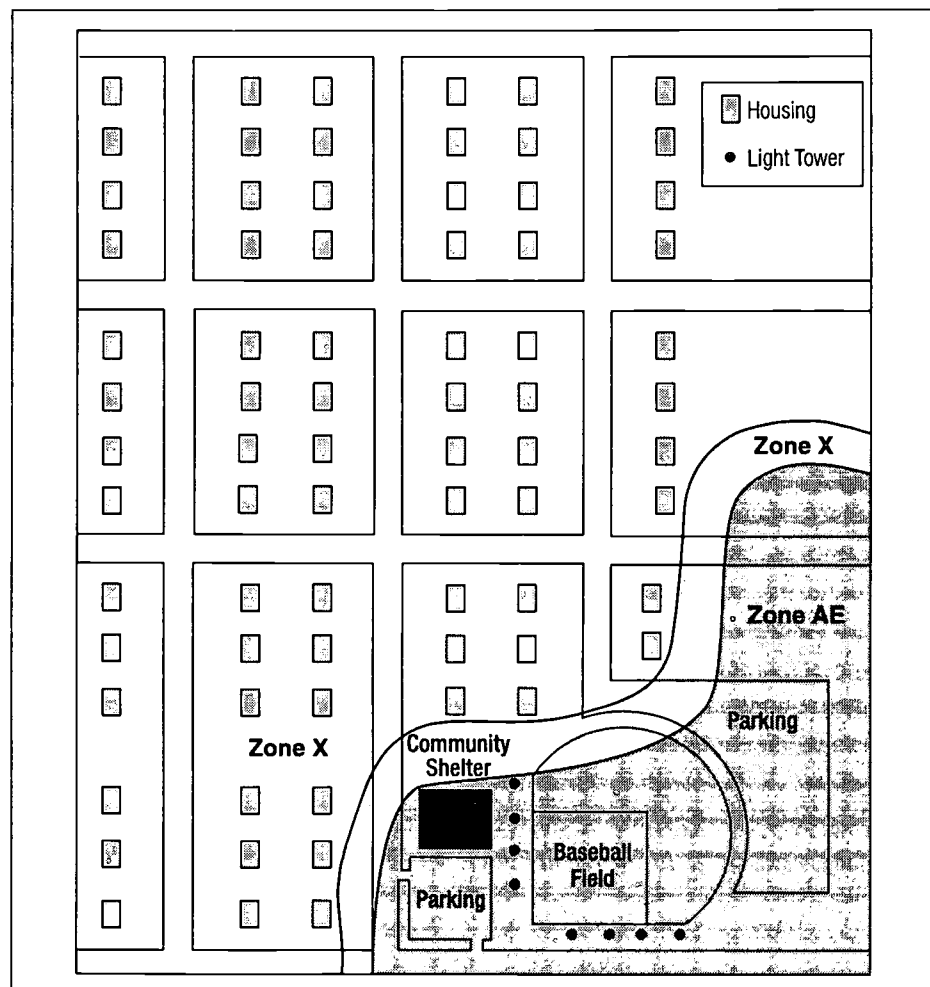 Housing
Light Tower
Zone X
Zone AE
Parking
Zone X
Community
Shelter
Baseball
Field
Parking